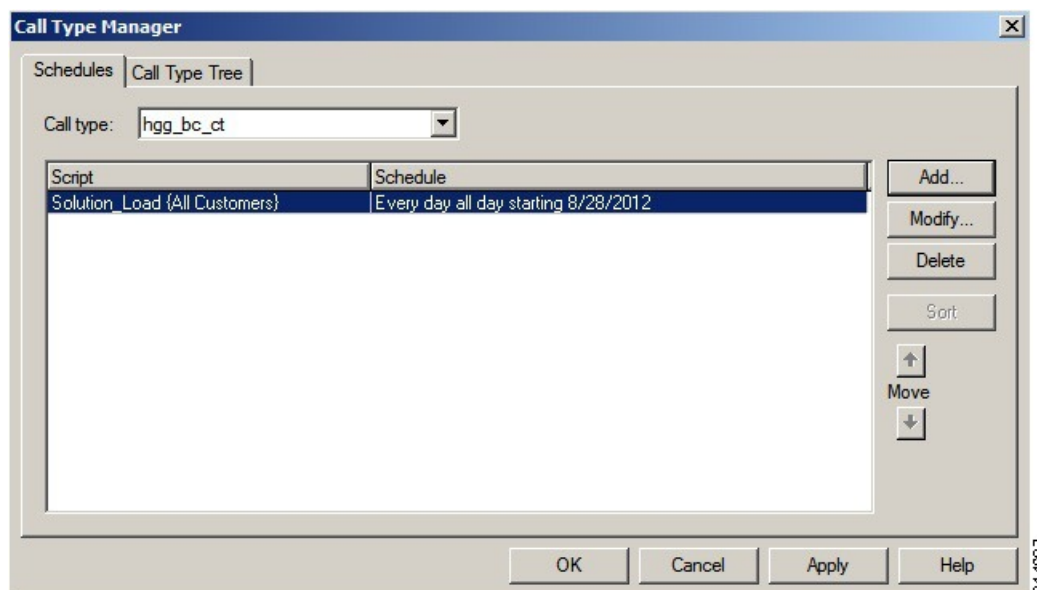 Call Type Manager
Schedules Call Type Tree
Call type: hgg_bc_ct
Script Schedule
Solution_Load {All Customers} Every day all day starting 8/28/2012
Add...
Modify...
Delete
Sort
Move
OK Cancel Apply Help